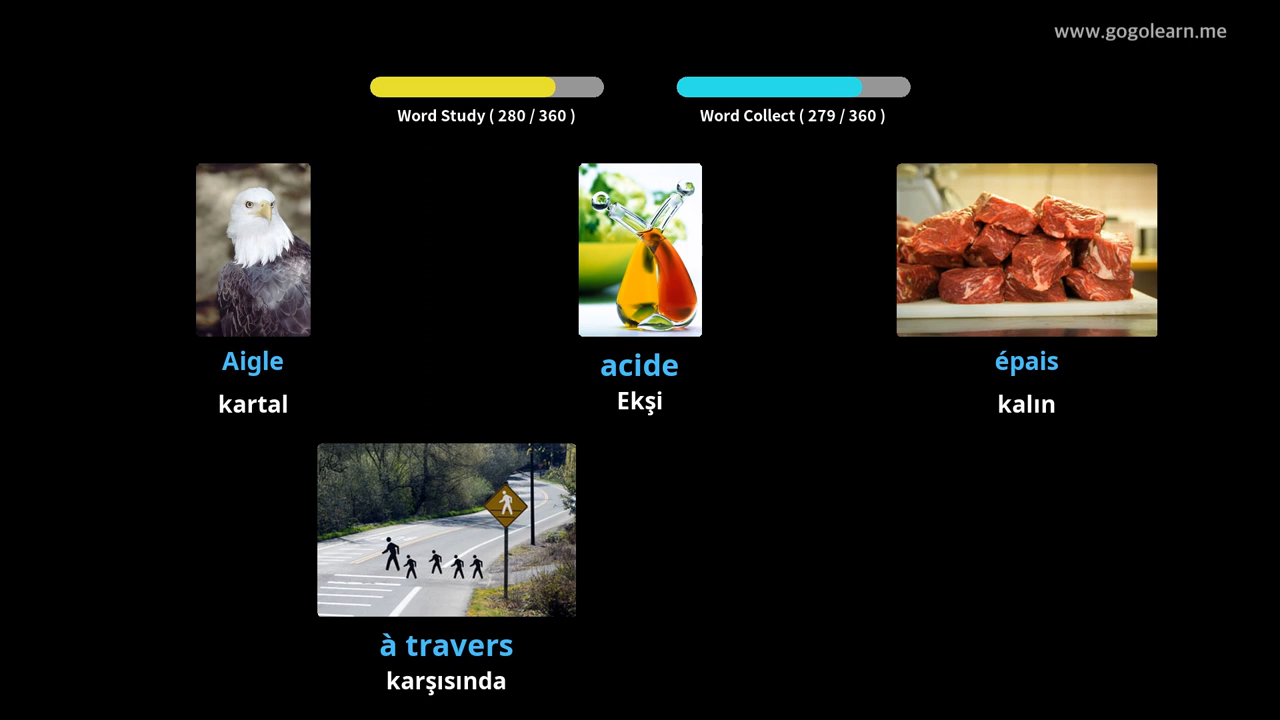 www.gogolearn.me
Word Study ( 280 / 360 )
Word Collect ( 279 / 360 )
Aigle
kartal
acide
Ekşi
épais
kalın
à travers
karşısında